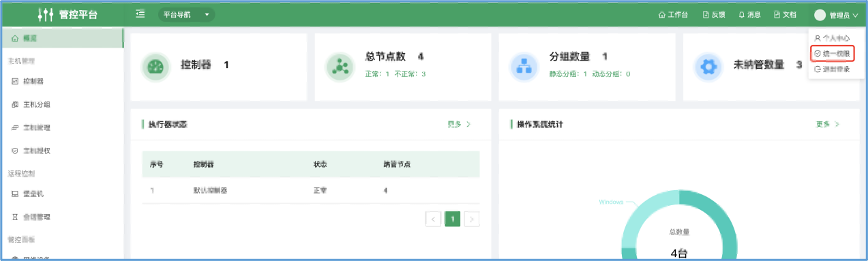 管控平台
平台导航
工作台
反馈
消息
文档
管理员
个人中心
统一权限
退出登录
概览
主机管理
控制器
主机分组
主机管理
主机授权
远程控制
堡垒机
会话管理
管控面板
控制器 1
总节点数 4
正常：1 不正常：3
分组数量 1
静态分组：1 动态分组：0
未纳管数量 3
执行器状态
更多 >
序号 控制器 状态 纳管节点
1 默认控制器 正常 4
< 1 >
操作系统统计
更多 >
Windows
总数量
4台